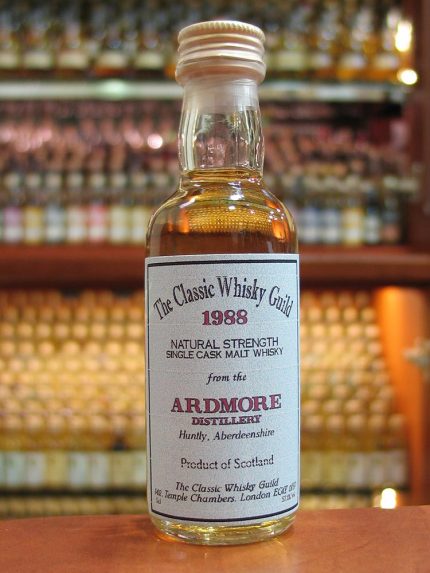 The Classic Whisky Guild
1988
NATURAL STRENGTH
SINGLE CASK MALT WHISKY
from the
ARDMORE
DISTILLERY
Huntly, Aberdeenshire
Product of Scotland
The Classic Whisky Guild
Temple Chambers. London
5cl